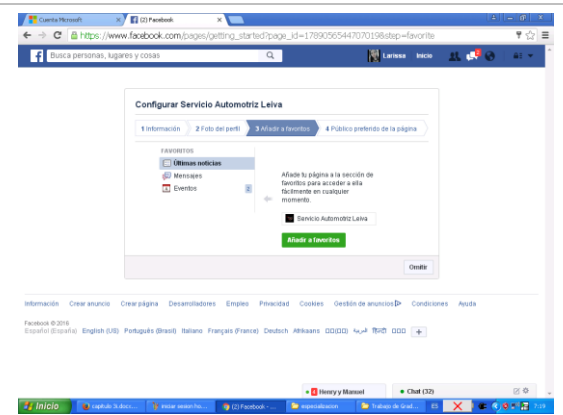 Cuenta Microsoft
(2) Facebook
https://www.facebook.com/pages/getting_started?page_id=1789056544707019&step=favorite
Busca personas, lugares y cosas
Larissa Inicio
Configurar Servicio Automotriz Leiva
1 Información 2 Foto del perfil 3 Añadir a favoritos 4 Público preferido de la página
FAVORITOS
Últimas noticias
Mensajes
Eventos 2
Añade tu página a la sección de
favoritos para acceder a ella
fácilmente en cualquier
momento.
Servicio Automotriz Leiva
Añadir a favoritos
Omitir
Información Crear anuncio Crear página Desarrolladores Empleo Privacidad Cookies Gestión de anuncios Condiciones Ayuda
Facebook © 2016
Español (España) English (US) Português (Brasil) Italiano Français (France) Deutsch Afrikaans العربية हिन्दी +
Henry y Manuel Chat (32)
Inicio capitulo 3.docx... iniciar sesion ho... (2) Facebook - ... especializacion Trabajo de Grad... ES 7:19